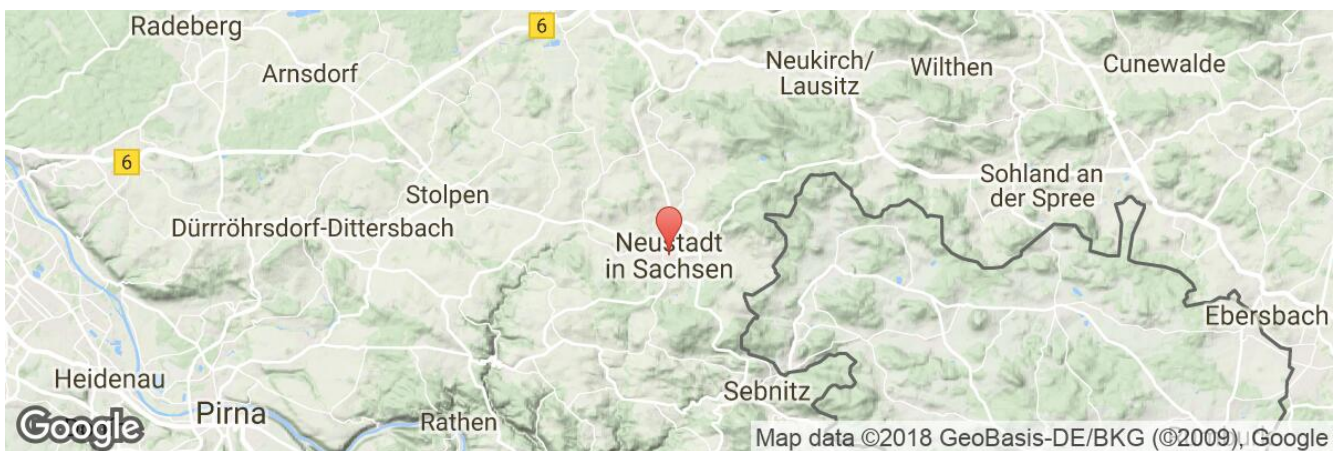 Radeberg
6
Arnsdorf
Neukirch/
Lausitz
Wilthen
Cunewalde
6
Stolpen
Sohland an
der Spree
Dürrröhrsdorf-Dittersbach
Neustadt
in Sachsen
Ebersbach
Heidenau
Pirna
Rathen
Sebnitz
Google
Map data ©2018 GeoBasis-DE/BKG (©2009), Google